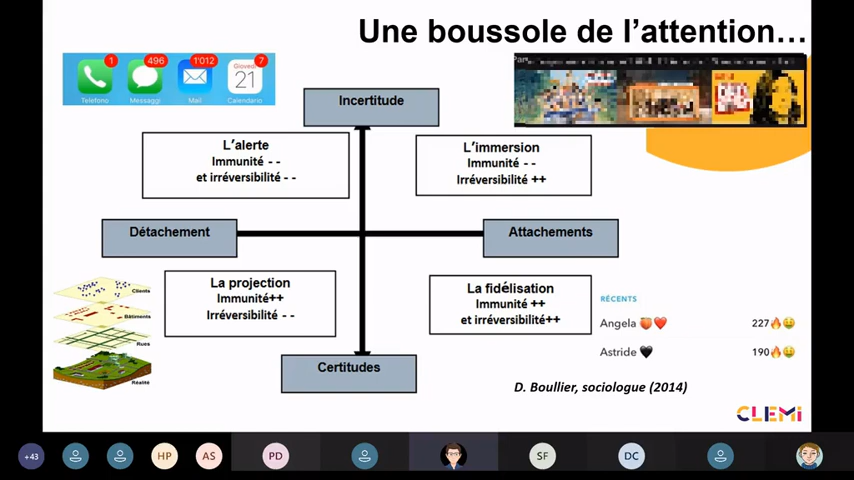 Une boussole de l’attention…
1
496
1'012
7
Giovedì
21
Telefono
Messaggi
Mail
Calendario
Incertitude
L’alerte
Immunité - -
et irréversibilité - -
L’immersion
Immunité - -
Irréversibilité ++
Détachement
Attachements
La projection
Immunité++
Irréversibilité - -
La fidélisation
Immunité ++
et irréversibilité++
Clients
Bâtiments
Rues
Réalité
RÉCENTS
Angela 🍑❤️ 227🔥🤑
Astride 🖤 190🔥🤑
Certitudes
D. Boullier, sociologue (2014)
CLEMI
+43
HP
AS
PD
SF
DC